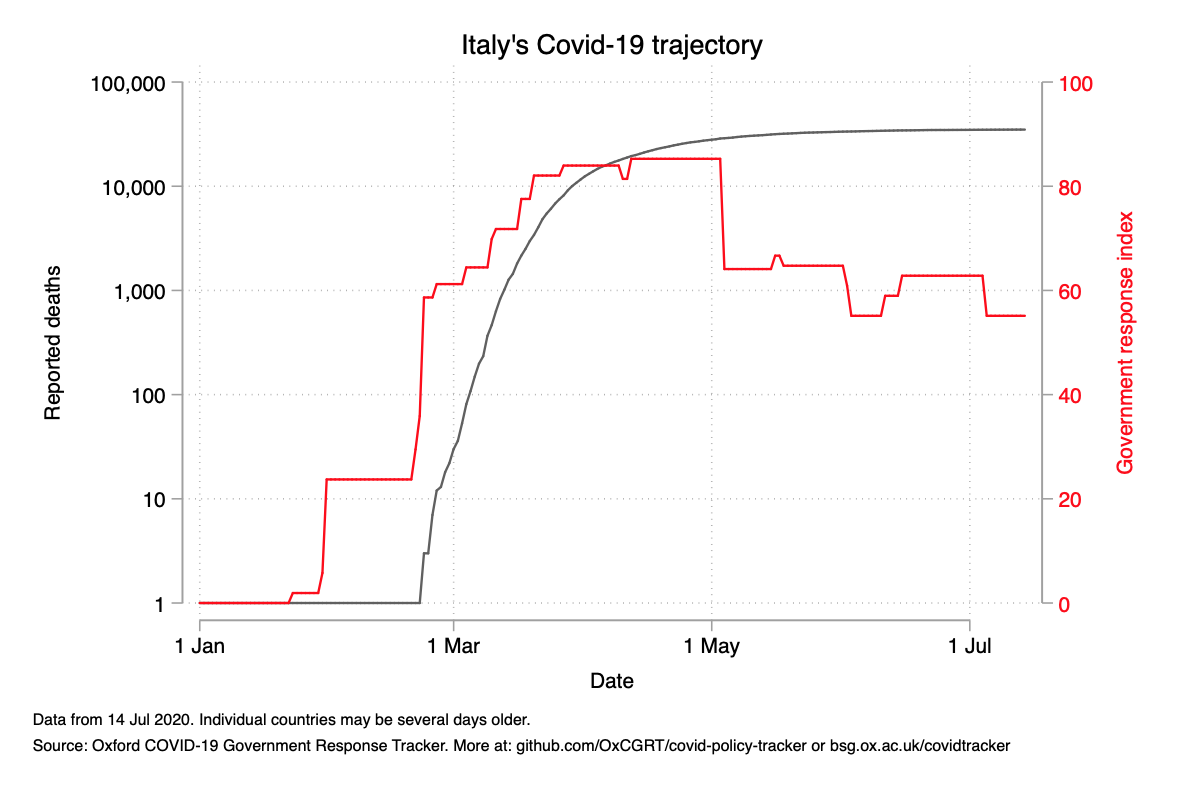 Italy's Covid-19 trajectory
100,000
10,000
1,000
100
10
1
Reported deaths
100
80
60
40
20
0
Government response index
1 Jan
1 Mar
1 May
1 Jul
Date
Data from 14 Jul 2020. Individual countries may be several days older.
Source: Oxford COVID-19 Government Response Tracker. More at: github.com/OxCGRT/covid-policy-tracker or bsg.ox.ac.uk/covidtracker